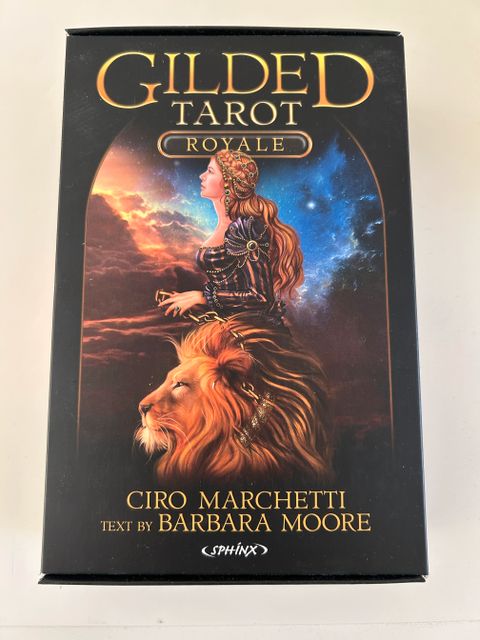 GILDED
TAROT
ROYALE
CIRO MARCHETTI
TEXT BY BARBARA MOORE
SPHINX